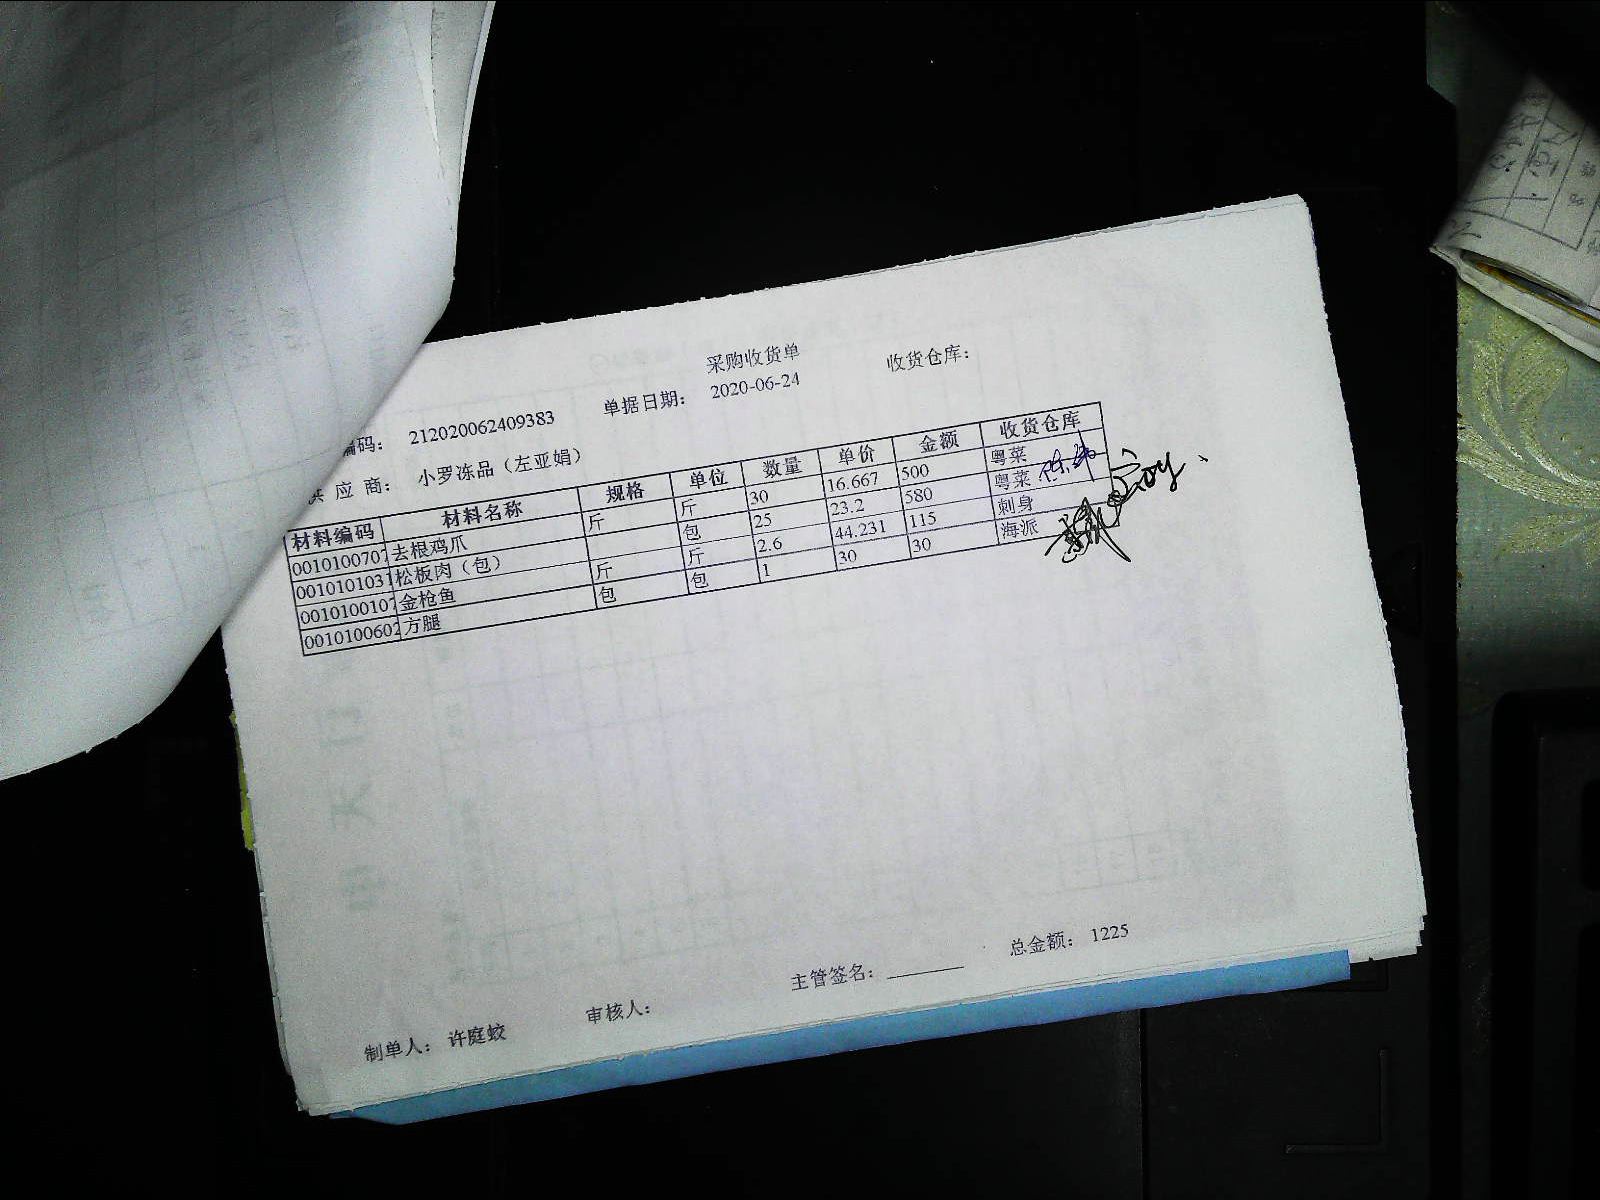 采购收货单
编码： 212020062409383 单据日期： 2020-06-24 收货仓库：
供 应 商： 小罗冻品（左亚娟）
材料编码 材料名称 规格 单位 数量 单价 金额 收货仓库
0010100707 去根鸡爪 斤 斤 30 16.667 500 粤菜
0010101031 松板肉（包） 包 25 23.2 580 粤菜
0010100107 金枪鱼 斤 斤 2.6 44.231 115 刺身
0010100602 方腿 包 包 1 30 30 海派
总金额： 1225
制单人： 许庭蛟 审核人： 主管签名：